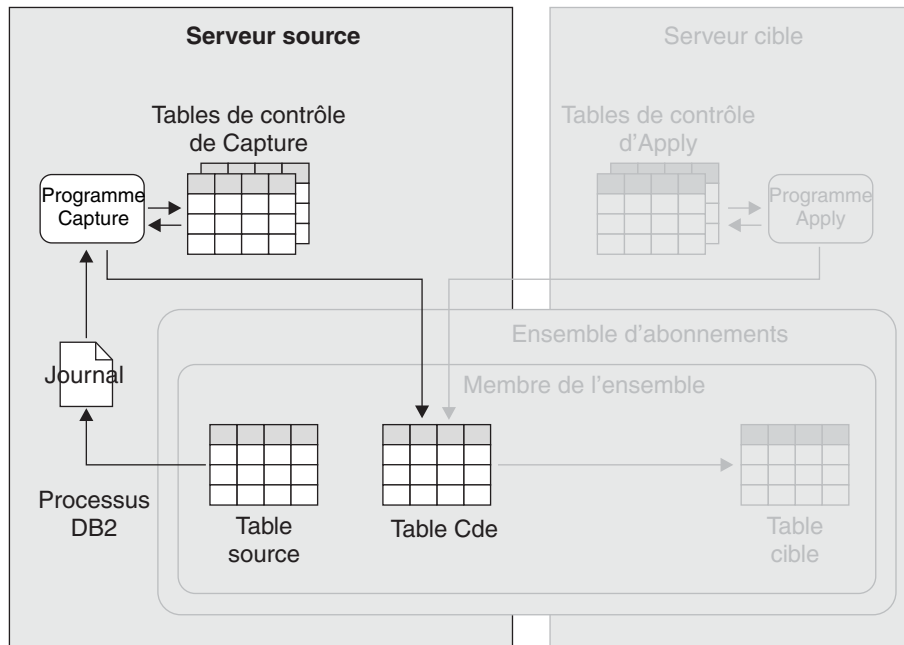 Serveur source
Serveur cible
Tables de contrôle
de Capture
Tables de contrôle
d'Apply
Programme
Capture
Programme
Apply
Ensemble d'abonnements
Membre de l'ensemble
Journal
Processus
DB2
Table
source
Table Cde
Table
cible